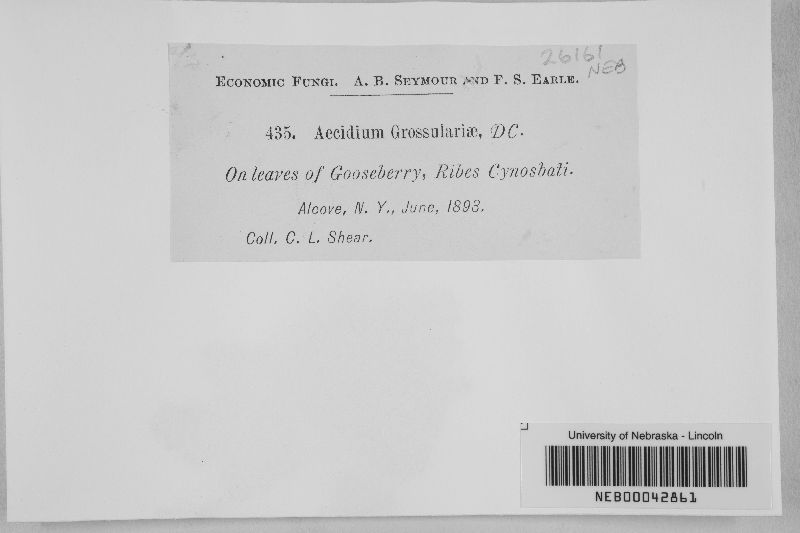 26161
NEB
Economic Fungi. A. B. Seymour and F. S. Earle.
435. Aecidium Grossulariæ, DC.
On leaves of Gooseberry, Ribes Cynosbati.
Alcove, N. Y., June, 1893.
Coll. C. L. Shear.
University of Nebraska - Lincoln
NEB00042861